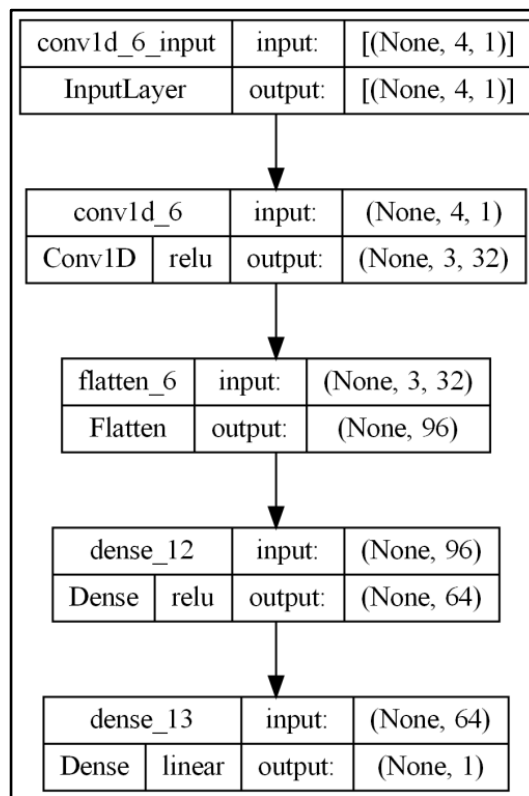 conv1d_6_input input: [(None, 4, 1)]
InputLayer output: [(None, 4, 1)]
conv1d_6 input: (None, 4, 1)
Conv1D relu output: (None, 3, 32)
flatten_6 input: (None, 3, 32)
Flatten output: (None, 96)
dense_12 input: (None, 96)
Dense relu output: (None, 64)
dense_13 input: (None, 64)
Dense linear output: (None, 1)